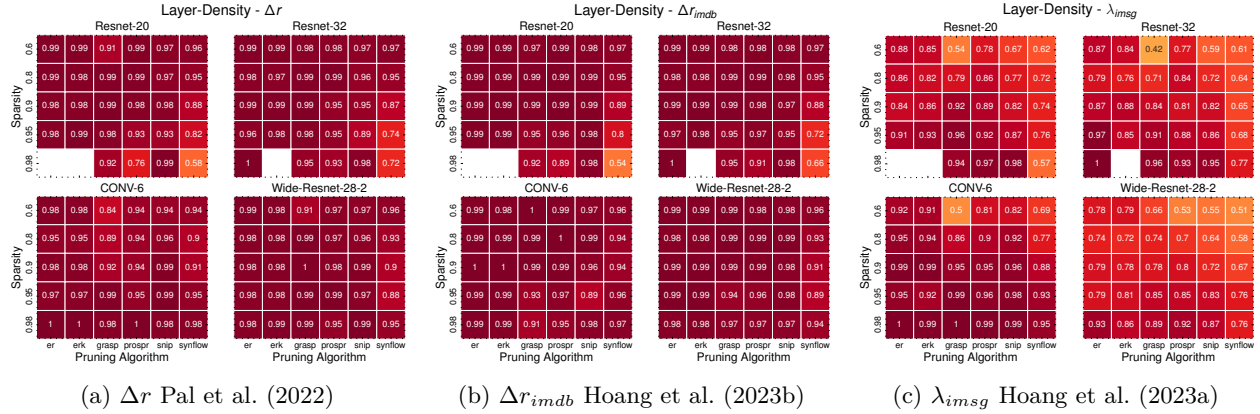 Layer-Density - Δr
Resnet-20
Resnet-32
Sparsity
0.6 0.99 0.99 0.91 0.99 0.98 0.97
0.8 0.99 0.98 0.99 0.98 0.97 0.95
0.9 0.98 0.98 0.99 0.98 0.98 0.88
0.95 0.98 0.99 0.98 0.93 0.93 0.82
0.98 0.92 0.76 0.99 0.58
0.99 0.99 0.98 0.98 0.97 0.97
0.99 0.98 0.98 0.98 0.96 0.95
0.98 0.99 0.99 0.95 0.95 0.87
0.96 0.98 0.98 0.95 0.89 0.74
1 0.95 0.93 0.98 0.72
CONV-6
Wide-Resnet-28-2
Sparsity
0.6 0.98 0.98 0.84 0.94 0.94 0.94
0.8 0.95 0.95 0.89 0.94 0.96 0.9
0.9 0.98 0.98 0.92 0.94 0.99 0.91
0.95 0.97 0.97 0.99 0.95 0.99 0.95
0.98 1 1 0.98 1 0.98 0.98
er erk grasp prospr snip synflow
0.99 0.98 0.91 0.97 0.97 0.96
0.98 0.98 0.97 0.98 0.96 0.93
0.98 0.98 1 0.98 0.99 0.9
0.98 0.98 0.99 0.98 0.97 0.88
0.98 0.98 0.99 0.99 0.99 0.95
er erk grasp prospr snip synflow
Pruning Algorithm
(a) Δr Pal et al. (2022)
Layer-Density - Δr_imdb
Resnet-20
Resnet-32
Sparsity
0.6 0.99 0.99 0.99 0.99 0.98 0.97
0.8 0.99 0.99 0.99 0.98 0.98 0.95
0.9 0.99 0.99 0.99 0.98 0.99 0.89
0.95 0.99 0.99 0.98 0.98 0.98 0.8
0.98 0.92 0.89 0.98 0.54
0.99 0.99 0.99 0.98 0.98 0.97
0.99 0.99 0.99 0.98 0.98 0.95
0.99 0.99 0.99 0.98 0.97 0.88
0.97 0.98 0.98 0.98 0.95 0.72
1 0.95 0.91 0.98 0.66
CONV-6
Wide-Resnet-28-2
Sparsity
0.6 0.99 0.98 1 0.99 0.97 0.96
0.8 0.98 0.98 0.99 1 0.99 0.94
0.9 1 1 0.99 0.99 0.99 0.94
0.95 0.99 0.99 0.93 0.97 0.89 0.96
0.98 0.99 0.99 0.91 0.95 0.98 0.97
er erk grasp prospr snip synflow
0.99 0.98 0.98 0.98 0.98 0.96
0.98 0.98 0.99 0.99 0.99 0.93
0.99 0.99 0.98 0.98 0.98 0.91
0.99 0.99 0.94 0.96 0.98 0.89
0.98 0.98 0.97 0.97 0.97 0.94
er erk grasp prospr snip synflow
Pruning Algorithm
(b) Δr_imdb Hoang et al. (2023b)
Layer-Density - λ_imsg
Resnet-20
Resnet-32
Sparsity
0.6 0.88 0.85 0.54 0.78 0.67 0.62
0.8 0.86 0.82 0.79 0.86 0.77 0.72
0.9 0.84 0.86 0.92 0.86 0.82 0.74
0.95 0.91 0.93 0.96 0.92 0.87 0.76
0.98 0.94 0.97 0.98 0.57
0.87 0.84 0.42 0.77 0.59 0.61
0.79 0.76 0.71 0.84 0.72 0.64
0.87 0.84 0.84 0.81 0.82 0.65
0.97 0.85 0.91 0.88 0.86 0.68
1 0.96 0.93 0.95 0.77
CONV-6
Wide-Resnet-28-2
Sparsity
0.6 0.92 0.91 0.5 0.81 0.82 0.69
0.8 0.95 0.94 0.86 0.9 0.92 0.77
0.9 0.99 0.99 0.95 0.95 0.96 0.88
0.95 0.95 0.92 0.99 0.96 0.98 0.93
0.98 1 0.99 1 0.99 0.99 0.95
er erk grasp prospr snip synflow
0.78 0.79 0.66 0.53 0.55 0.51
0.74 0.72 0.74 0.7 0.64 0.58
0.77 0.73 0.78 0.8 0.72 0.67
0.79 0.81 0.85 0.85 0.83 0.76
0.93 0.86 0.89 0.92 0.9 0.76
er erk grasp prospr snip synflow
Pruning Algorithm
(c) λ_imsg Hoang et al. (2023a)